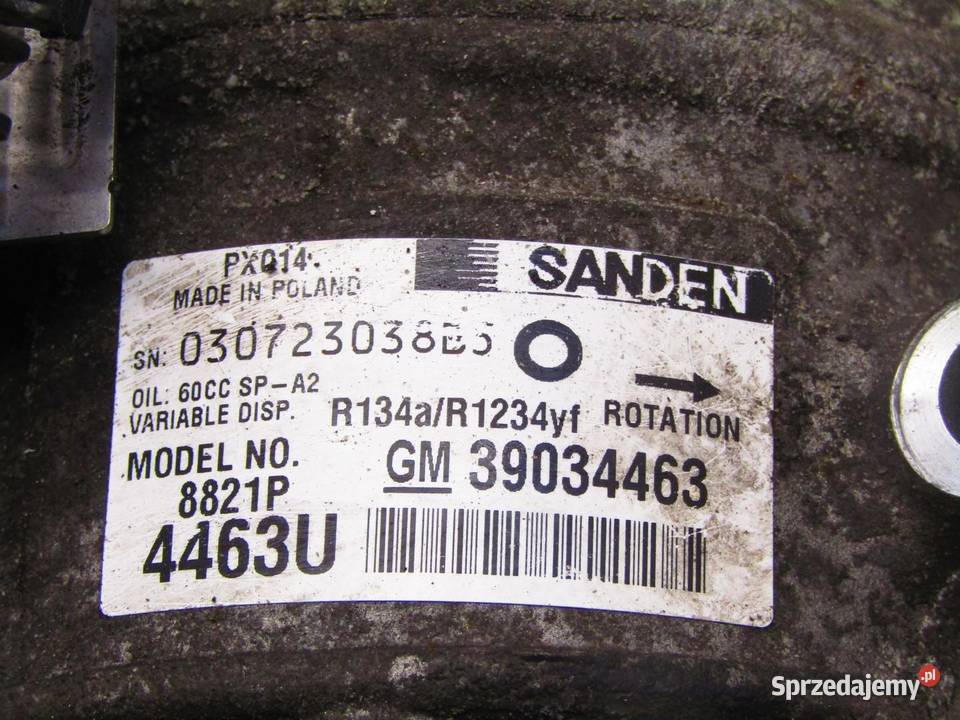 PXQ14
SANDEN
MADE IN POLAND
SN: 030723038B5
OIL: 60CC SP-A2
VARIABLE DISP.
R134a/R1234yf ROTATION
MODEL NO.
8821P
GM 39034463
4463U
Sprzedajemy.pl